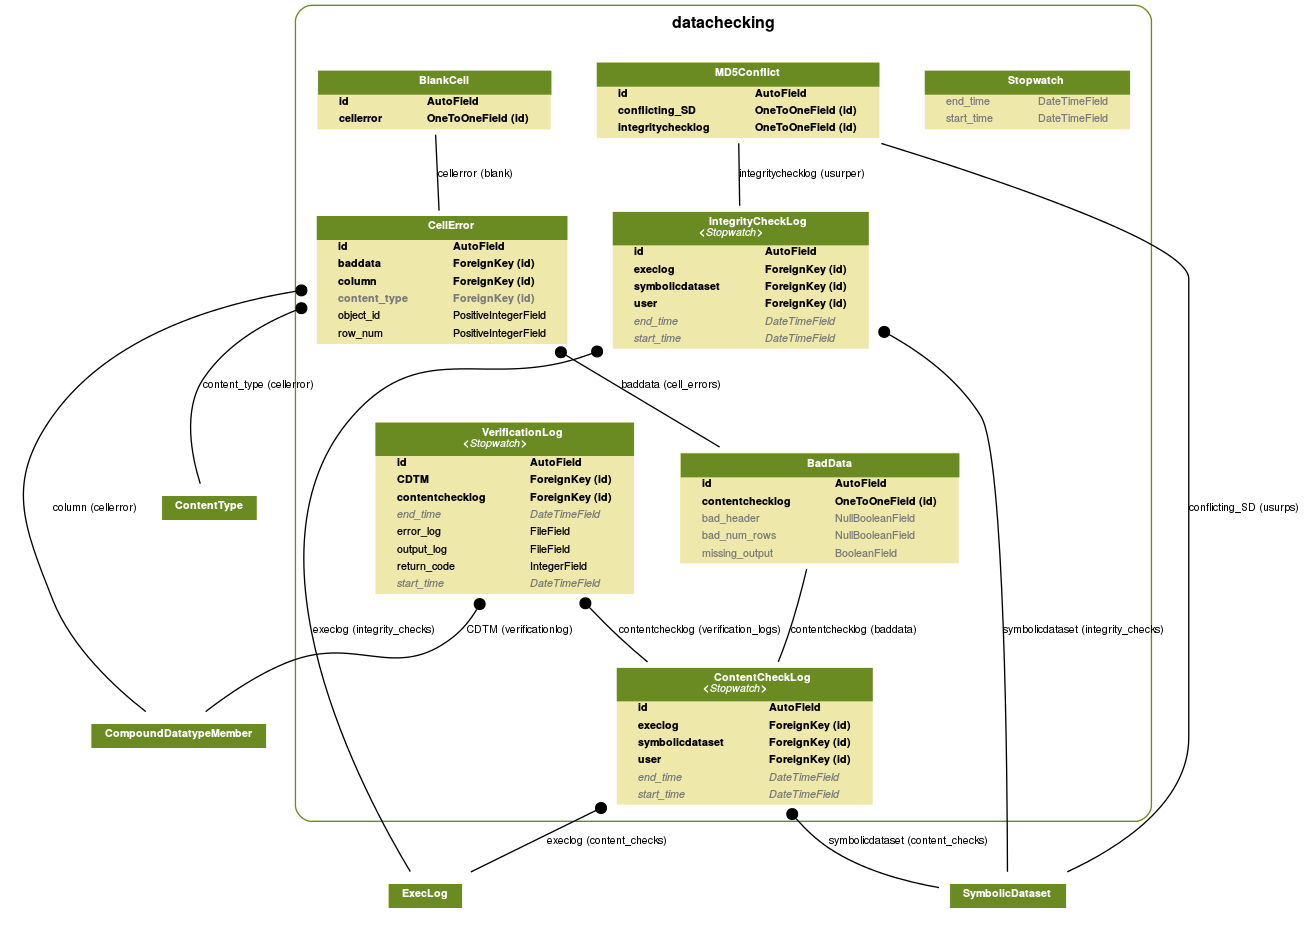 datachecking
BlankCell
id AutoField
cellerror OneToOneField (id)
MD5Conflict
id AutoField
conflicting_SD OneToOneField (id)
integritychecklog OneToOneField (id)
Stopwatch
end_time DateTimeField
start_time DateTimeField
cellerror (blank)
integritychecklog (usurper)
CellError
id AutoField
baddata ForeignKey (id)
column ForeignKey (id)
content_type ForeignKey (id)
object_id PositiveIntegerField
row_num PositiveIntegerField
IntegrityCheckLog
<Stopwatch>
id AutoField
execlog ForeignKey (id)
symbolicdataset ForeignKey (id)
user ForeignKey (id)
end_time DateTimeField
start_time DateTimeField
content_type (cellerror)
baddata (cell_errors)
VerificationLog
<Stopwatch>
id AutoField
CDTM ForeignKey (id)
contentchecklog ForeignKey (id)
end_time DateTimeField
error_log FileField
output_log FileField
return_code IntegerField
start_time DateTimeField
BadData
id AutoField
contentchecklog OneToOneField (id)
bad_header NullBooleanField
bad_num_rows NullBooleanField
missing_output BooleanField
column (cellerror)
ContentType
conflicting_SD (usurps)
execlog (integrity_checks)
CDTM (verificationlog)
contentchecklog (verification_logs)
contentchecklog (baddata)
symbolicdataset (integrity_checks)
ContentCheckLog
<Stopwatch>
id AutoField
execlog ForeignKey (id)
symbolicdataset ForeignKey (id)
user ForeignKey (id)
end_time DateTimeField
start_time DateTimeField
CompoundDatatypeMember
execlog (content_checks)
symbolicdataset (content_checks)
ExecLog
SymbolicDataset